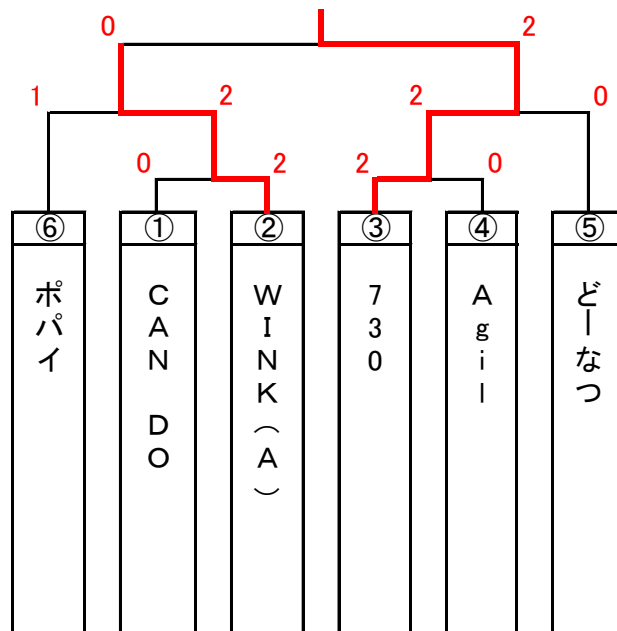 0 2
1 2 2 0
0 2 2 0
⑥ ① ② ③ ④ ⑤
ポパイ
CAN DO
WINK(A)
730
Agil
どーなつ